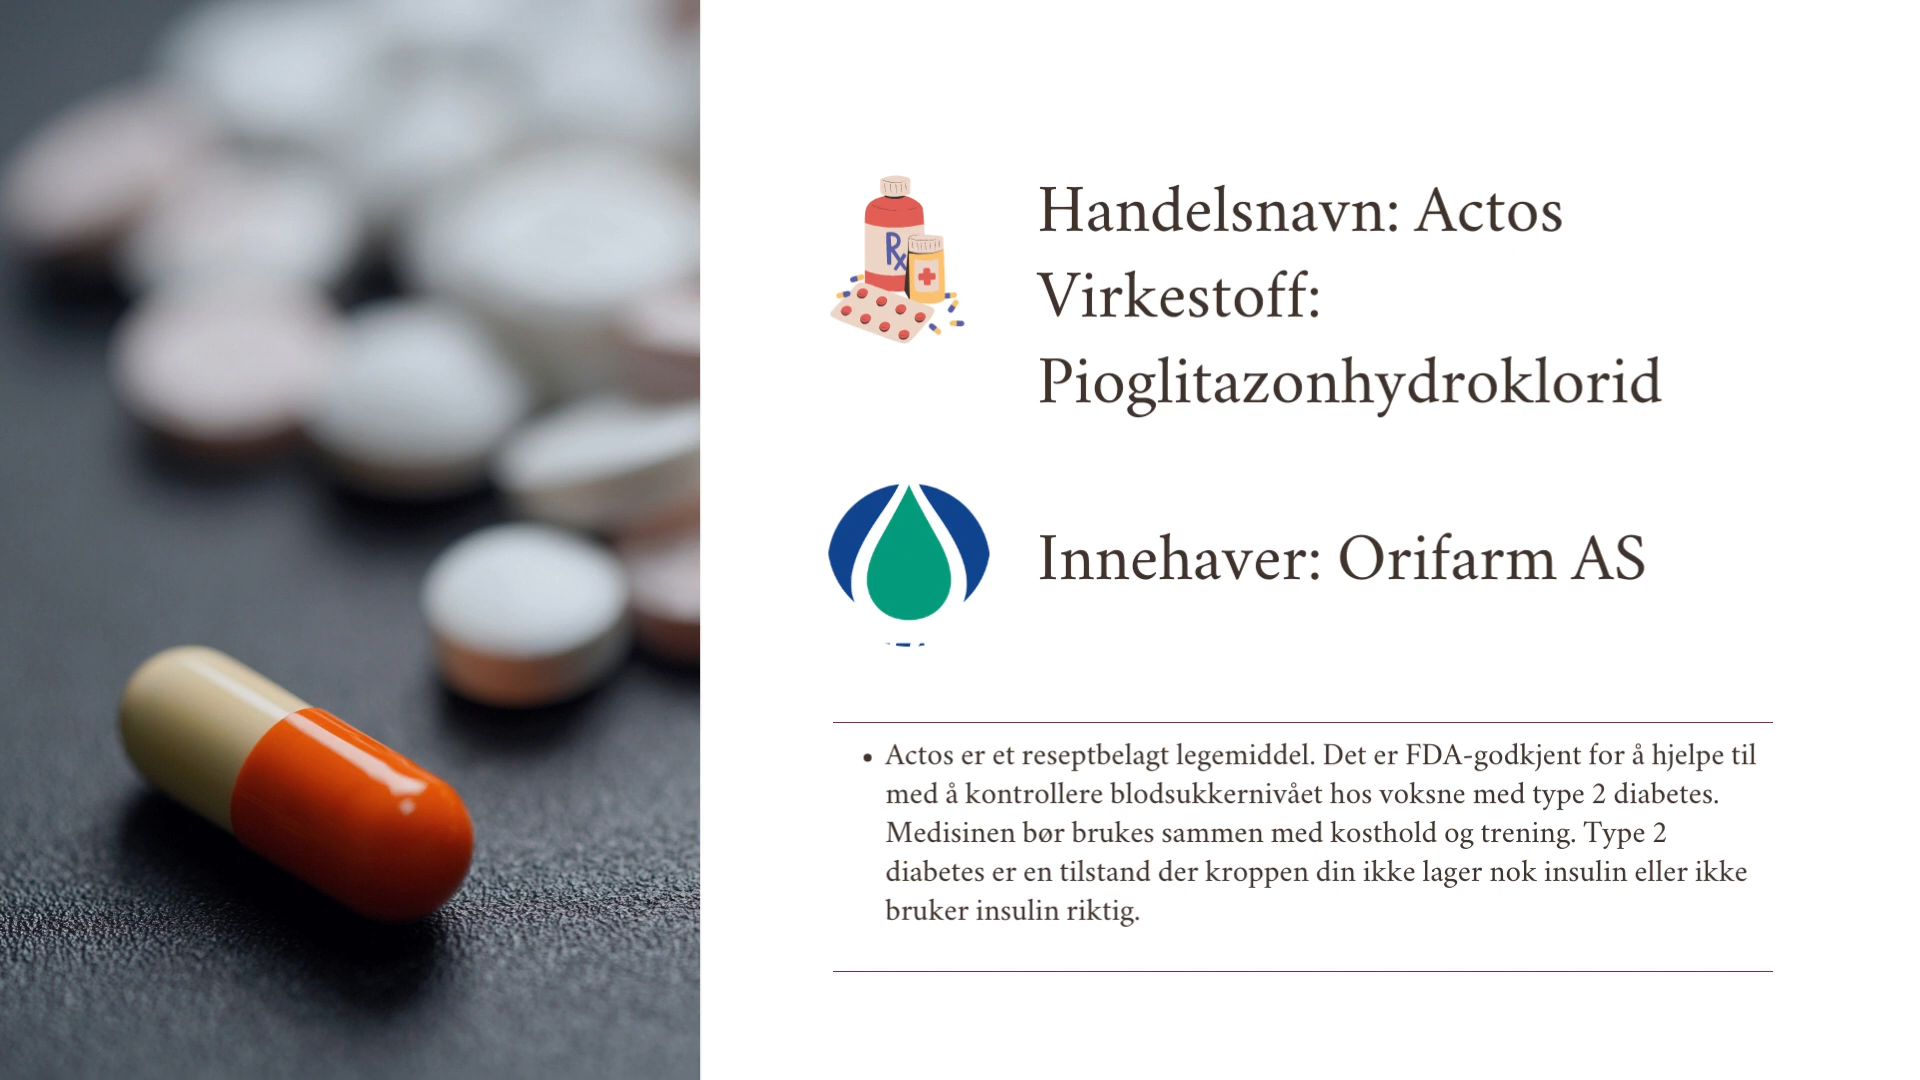 Rx
Handelsnavn: Actos
Virkestoff:
Pioglitazonhydroklorid
Innehaver: Orifarm AS
• Actos er et reseptbelagt legemiddel. Det er FDA-godkjent for å hjelpe til
med å kontrollere blodsukkernivået hos voksne med type 2 diabetes.
Medisinen bør brukes sammen med kosthold og trening. Type 2
diabetes er en tilstand der kroppen din ikke lager nok insulin eller ikke
bruker insulin riktig.